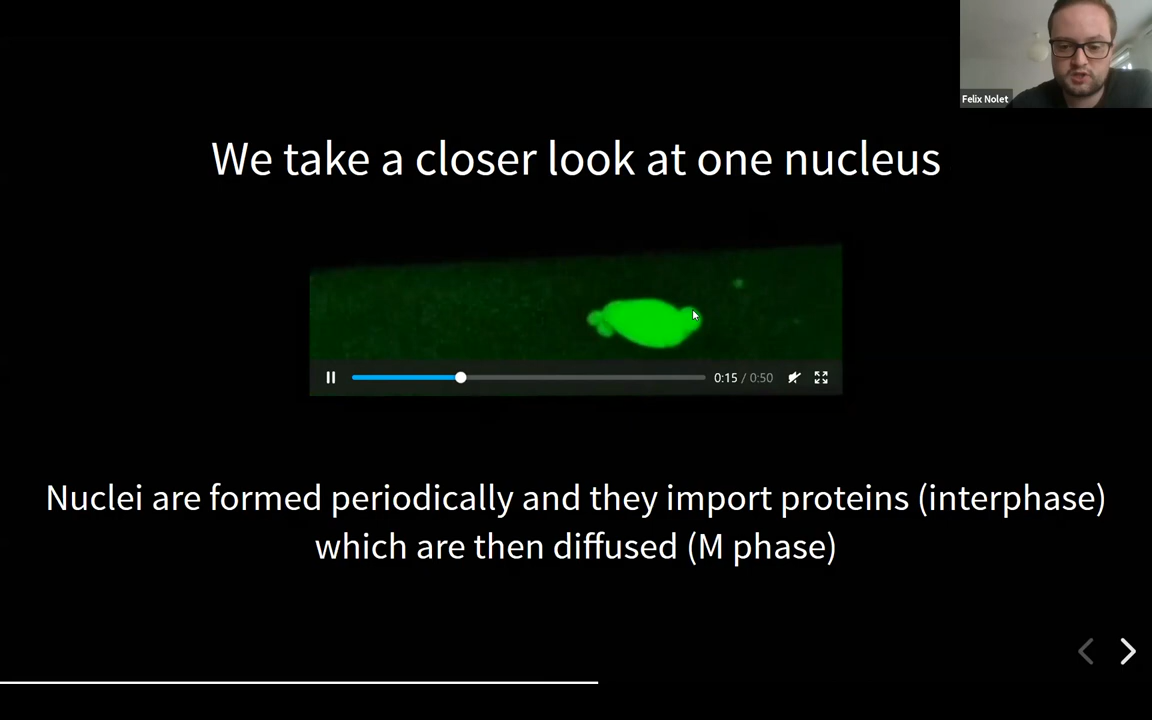 Felix Nolet
We take a closer look at one nucleus
0:15 / 0:50
Nuclei are formed periodically and they import proteins (interphase)
which are then diffused (M phase)